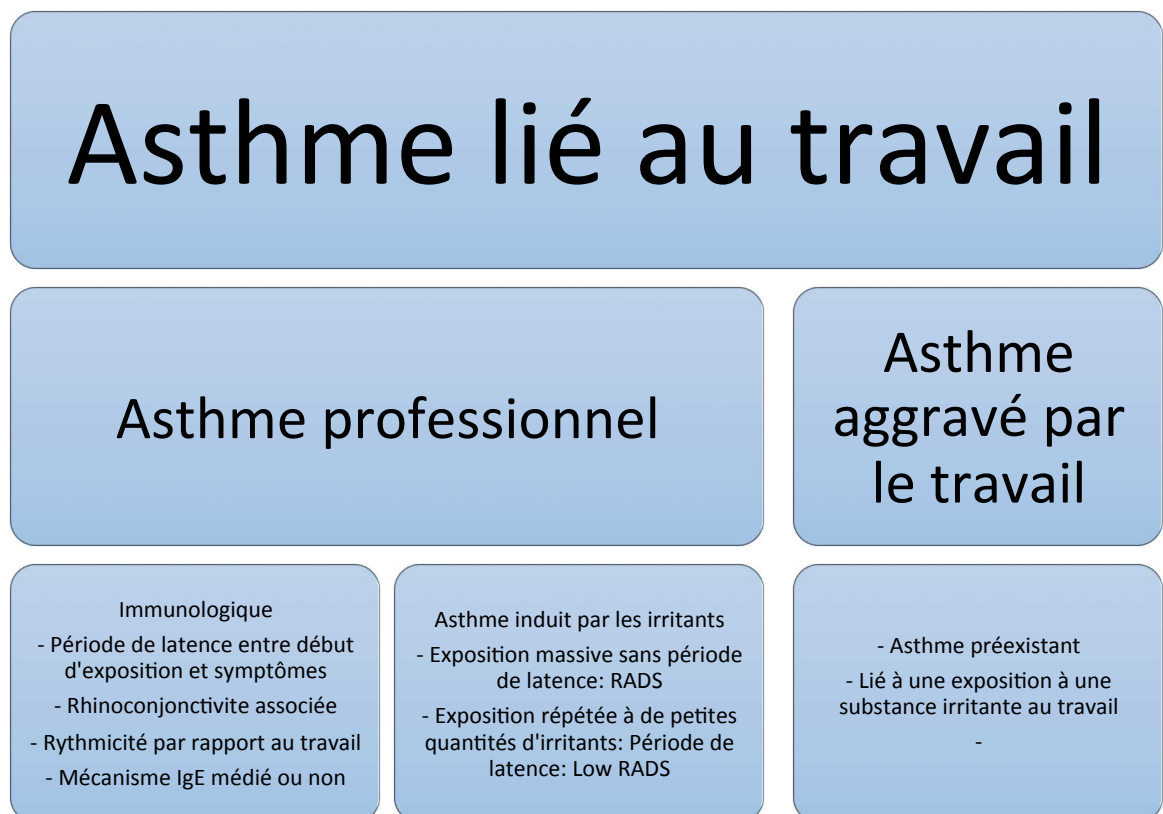 Asthme lié au travail
Asthme professionnel
Asthme
aggravé par
le travail
Immunologique
- Période de latence entre début
d'exposition et symptômes
- Rhinoconjonctivite associée
- Rythmicité par rapport au travail
- Mécanisme IgE médié ou non
Asthme induit par les irritants
- Exposition massive sans période
de latence: RADS
- Exposition répétée à de petites
quantités d'irritants: Période de
latence: Low RADS
- Asthme préexistant
- Lié à une exposition à une
substance irritante au travail
-